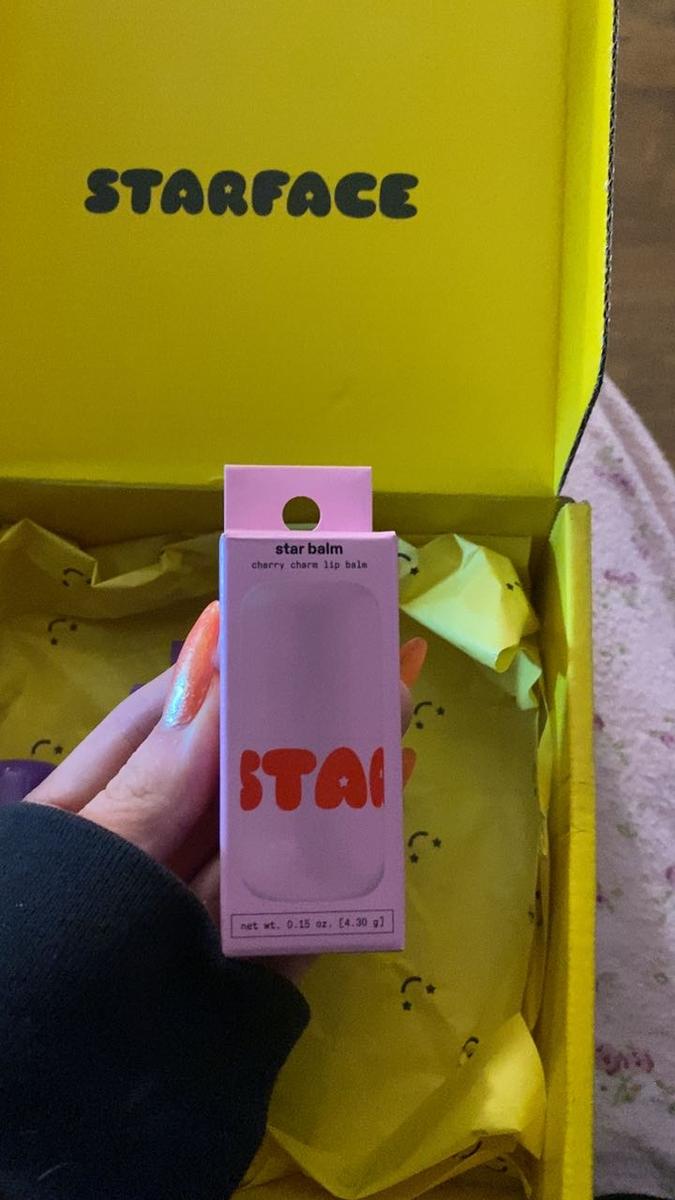 STARFACE
star balm
cherry charm lip balm
STAR
net wt. 0.15 oz. [4.30 g]